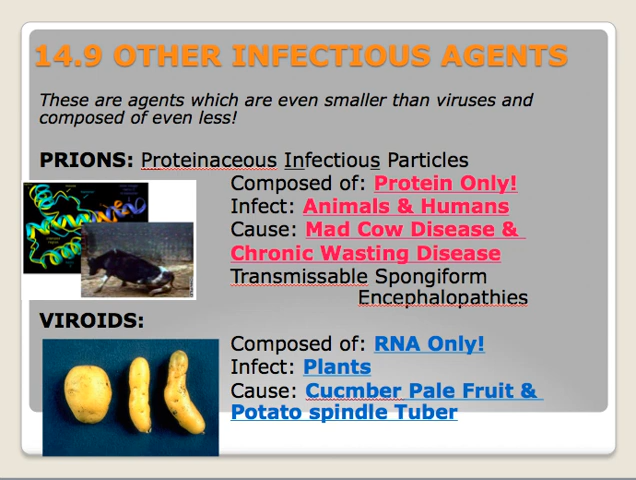 14.9 OTHER INFECTIOUS AGENTS
These are agents which are even smaller than viruses and
composed of even less!
PRIONS: Proteinaceous Infectious Particles
Composed of: Protein Only!
Infect: Animals & Humans
Cause: Mad Cow Disease &
Chronic Wasting Disease
Transmissable Spongiform
Encephalopathies
VIROIDS:
Composed of: RNA Only!
Infect: Plants
Cause: Cucmber Pale Fruit &
Potato spindle Tuber